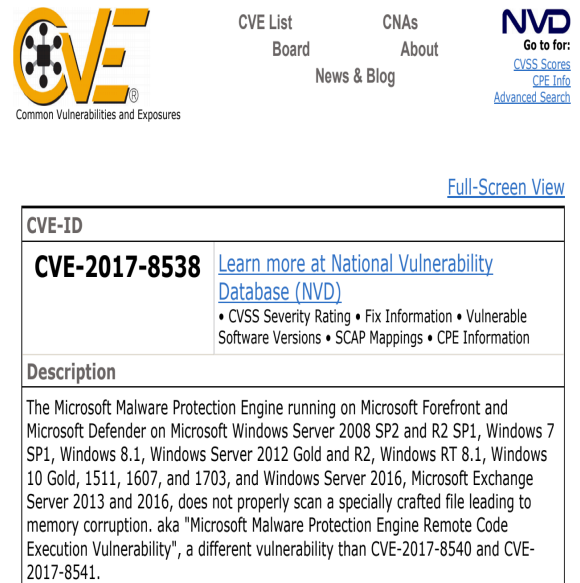 CVE®
Common Vulnerabilities and Exposures
CVE List
CNAs
Board
About
News & Blog
NVD
Go to for:
CVSS Scores
CPE Info
Advanced Search
Full-Screen View
CVE-ID
CVE-2017-8538
Learn more at National Vulnerability
Database (NVD)
• CVSS Severity Rating • Fix Information • Vulnerable
Software Versions • SCAP Mappings • CPE Information
Description
The Microsoft Malware Protection Engine running on Microsoft Forefront and
Microsoft Defender on Microsoft Windows Server 2008 SP2 and R2 SP1, Windows 7
SP1, Windows 8.1, Windows Server 2012 Gold and R2, Windows RT 8.1, Windows
10 Gold, 1511, 1607, and 1703, and Windows Server 2016, Microsoft Exchange
Server 2013 and 2016, does not properly scan a specially crafted file leading to
memory corruption. aka "Microsoft Malware Protection Engine Remote Code
Execution Vulnerability", a different vulnerability than CVE-2017-8540 and CVE-
2017-8541.